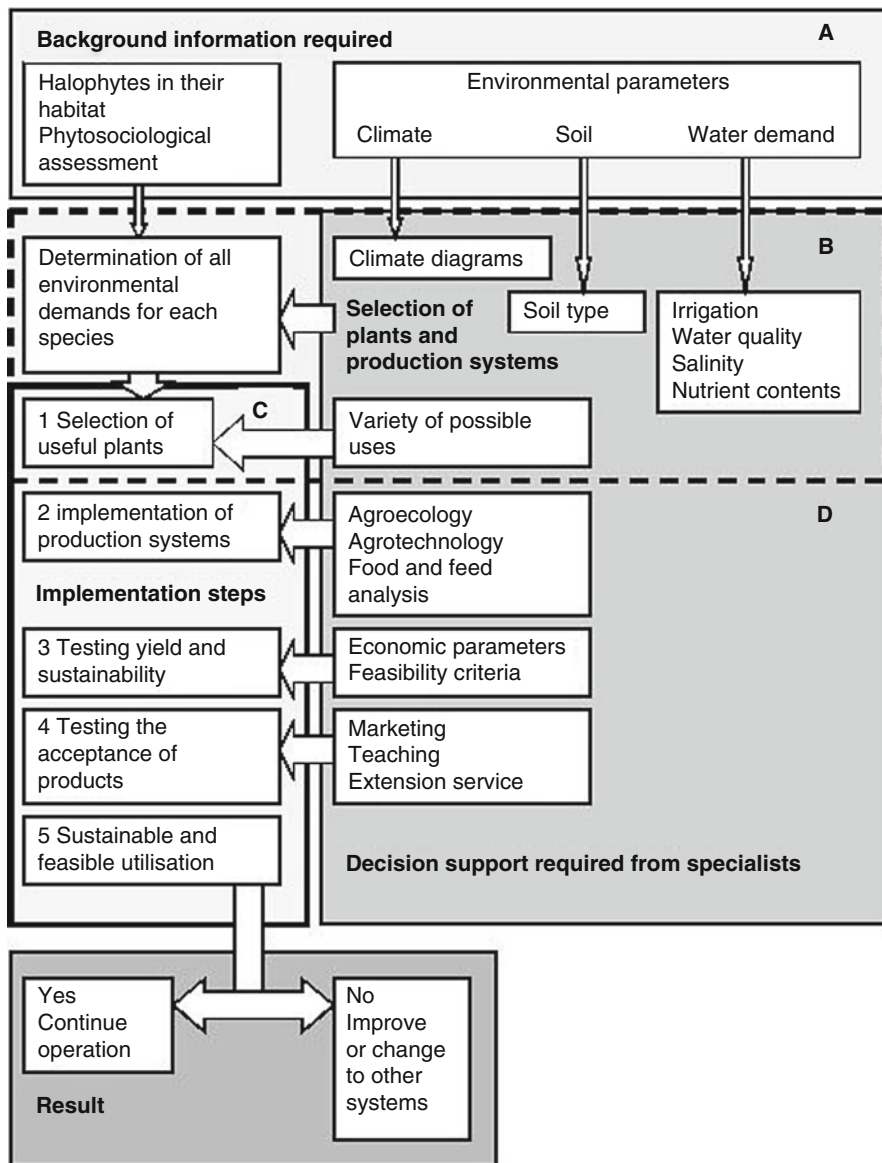 A
Background information required
Halophytes in their
habitat
Phytosociological
assessment
Environmental parameters
Climate Soil Water demand
B
Determination of all
environmental
demands for each
species
Climate diagrams
Selection of
plants and
production systems
Soil type
Irrigation
Water quality
Salinity
Nutrient contents
C
1 Selection of
useful plants
Variety of possible
uses
D
2 implementation of
production systems
Agroecology
Agrotechnology
Food and feed
analysis
Implementation steps
3 Testing yield and
sustainability
Economic parameters
Feasibility criteria
4 Testing the
acceptance of
products
Marketing
Teaching
Extension service
5 Sustainable and
feasible utilisation
Decision support required from specialists
Yes
Continue
operation
No
Improve
or change
to other
systems
Result